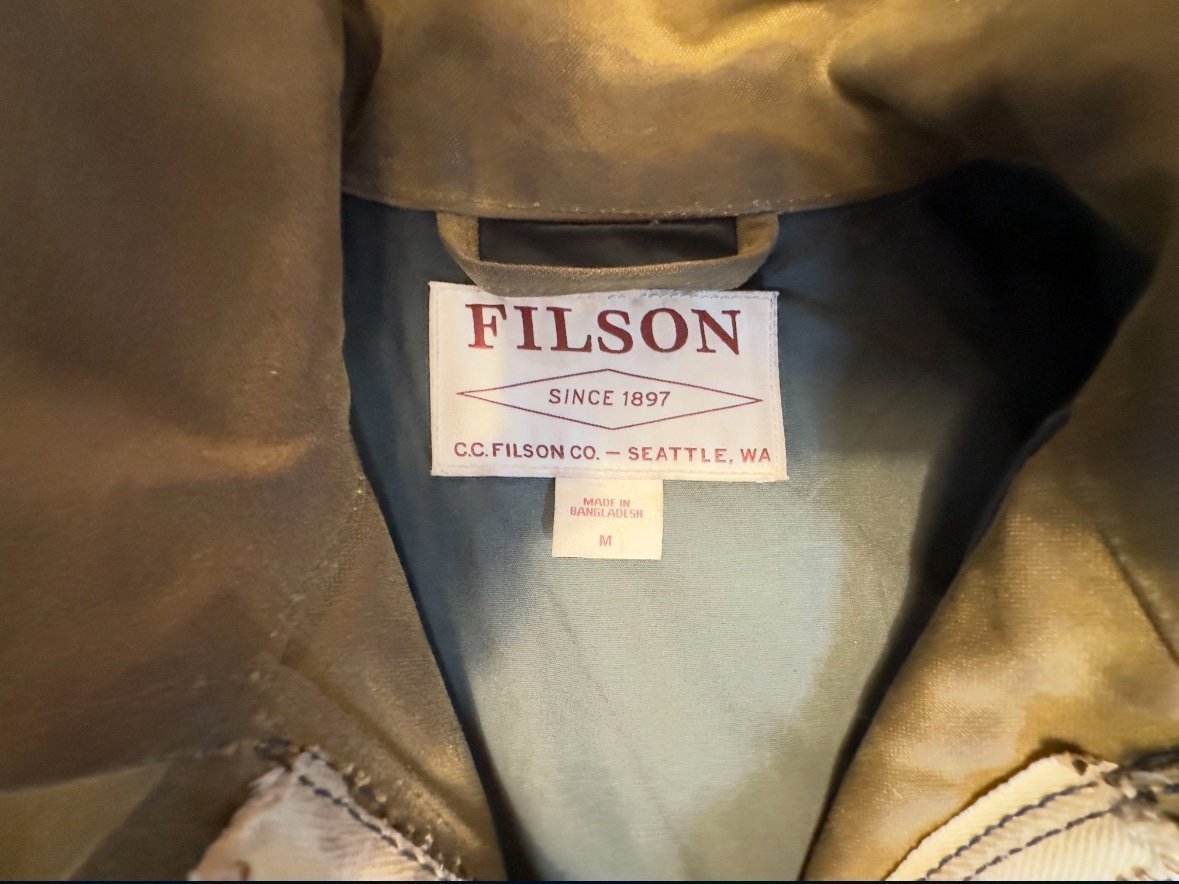 FILSON
SINCE 1897
C.C. FILSON CO. — SEATTLE, WA
MADE IN
BANGLADESH
M